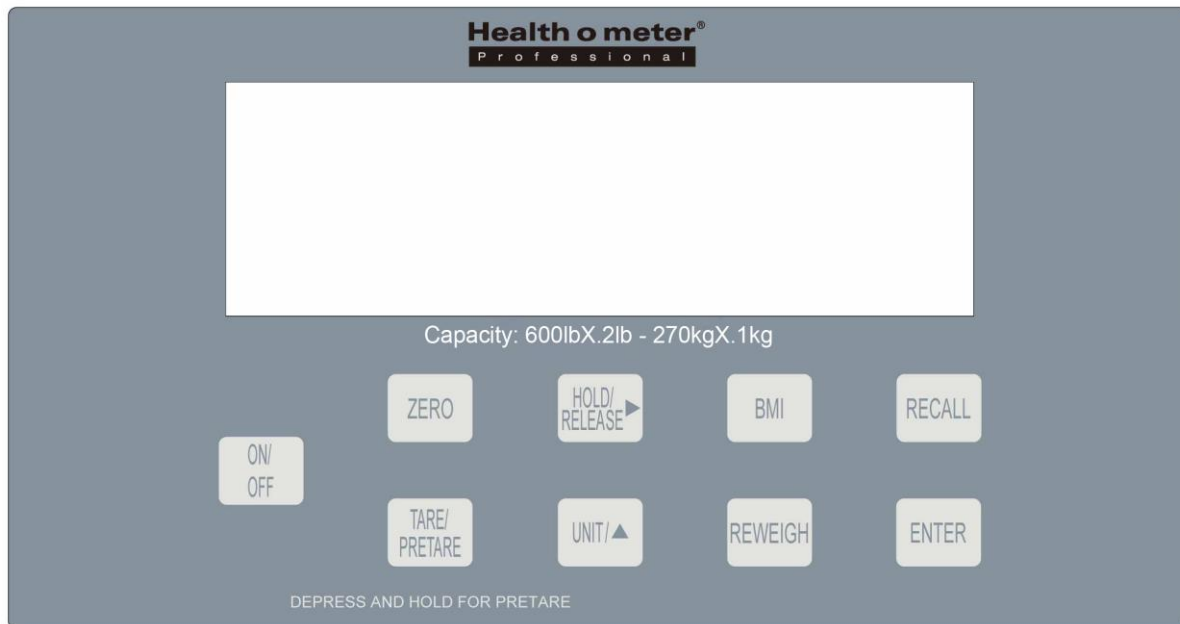 Health o meter®
Professional
Capacity: 600lbX.2lb - 270kgX.1kg
ZERO
HOLD/
RELEASE►
BMI
RECALL
ON/
OFF
TARE/
PRETARE
UNIT/▲
REWEIGH
ENTER
DEPRESS AND HOLD FOR PRETARE